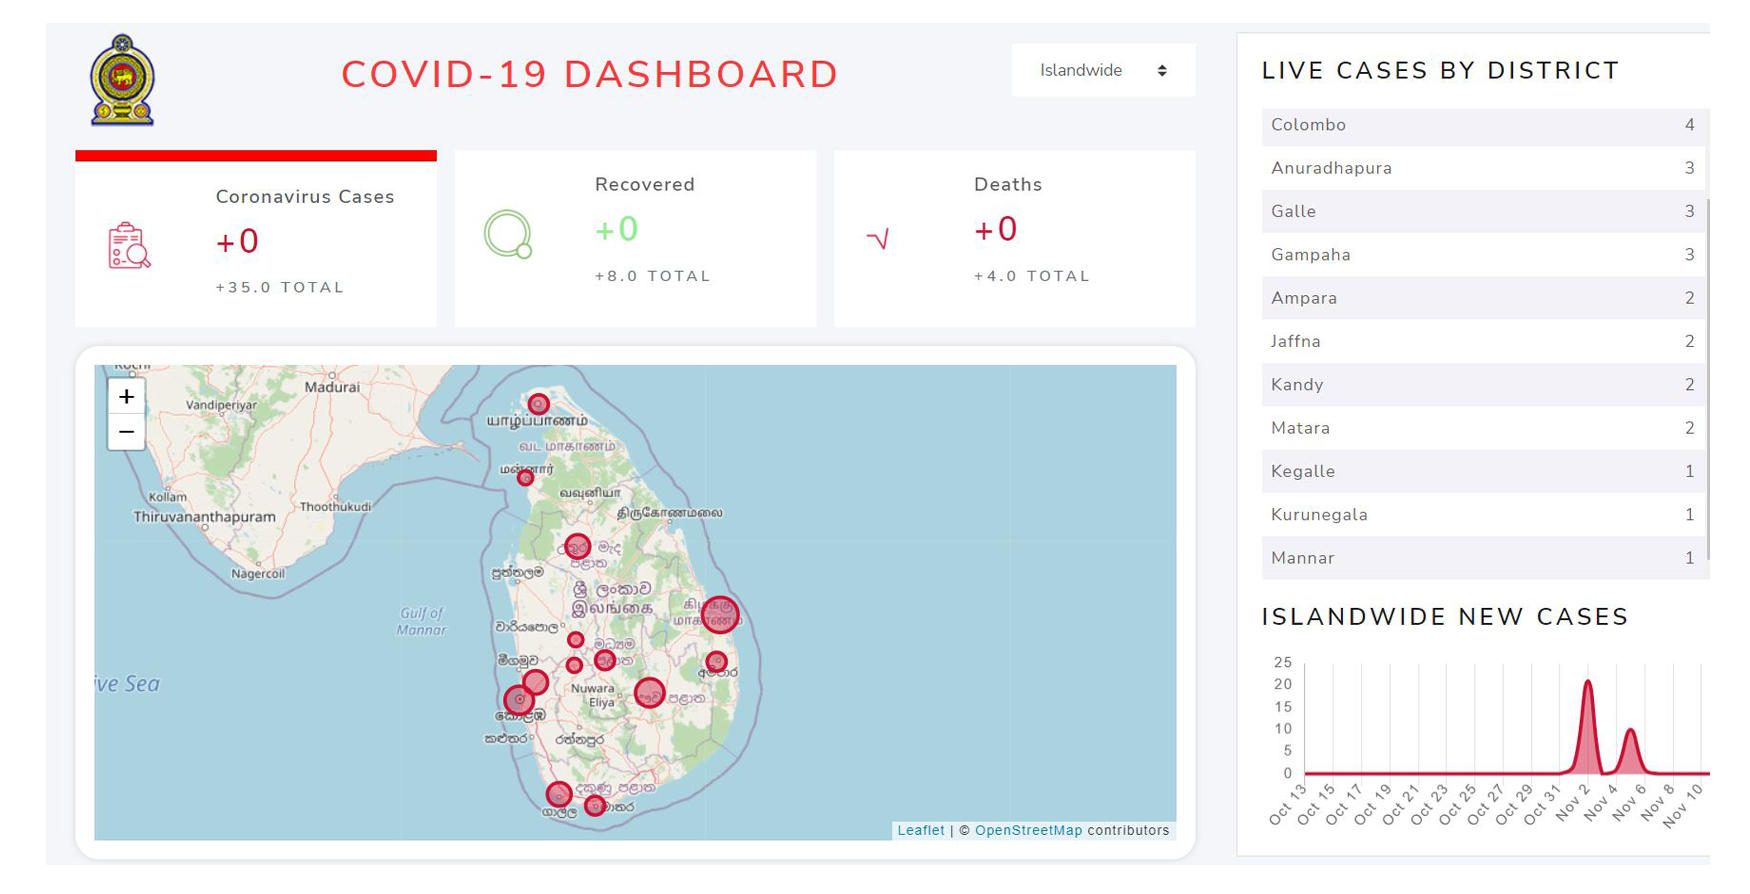 COVID-19 DASHBOARD
Islandwide
Coronavirus Cases
+0
+35.0 TOTAL
Recovered
+0
+8.0 TOTAL
Deaths
+0
+4.0 TOTAL
+
−
Madurai
Vandiperiyar
Kollam
Thiruvananthapuram
Thoothukudi
Nagercoil
Gulf of
Mannar
ive Sea
யாழ்ப்பாணம்
வட மாகாணம்
வவுனியா
திருகோணமலை
පුත්තලම
ශ්‍රී ලංකාව
இலங்கை
වාරියපොල
මීගමුව
Nuwara
Eliya
කොළඹ
කළුතර
රත්නපුර
දකුණු පළාත
ගාල්ල
Leaflet | © OpenStreetMap contributors
LIVE CASES BY DISTRICT
Colombo 4
Anuradhapura 3
Galle 3
Gampaha 3
Ampara 2
Jaffna 2
Kandy 2
Matara 2
Kegalle 1
Kurunegala 1
Mannar 1
ISLANDWIDE NEW CASES
25
20
15
10
5
0
Oct 13 Oct 15 Oct 17 Oct 19 Oct 21 Oct 23 Oct 25 Oct 27 Oct 29 Oct 31 Nov 2 Nov 4 Nov 6 Nov 8 Nov 10